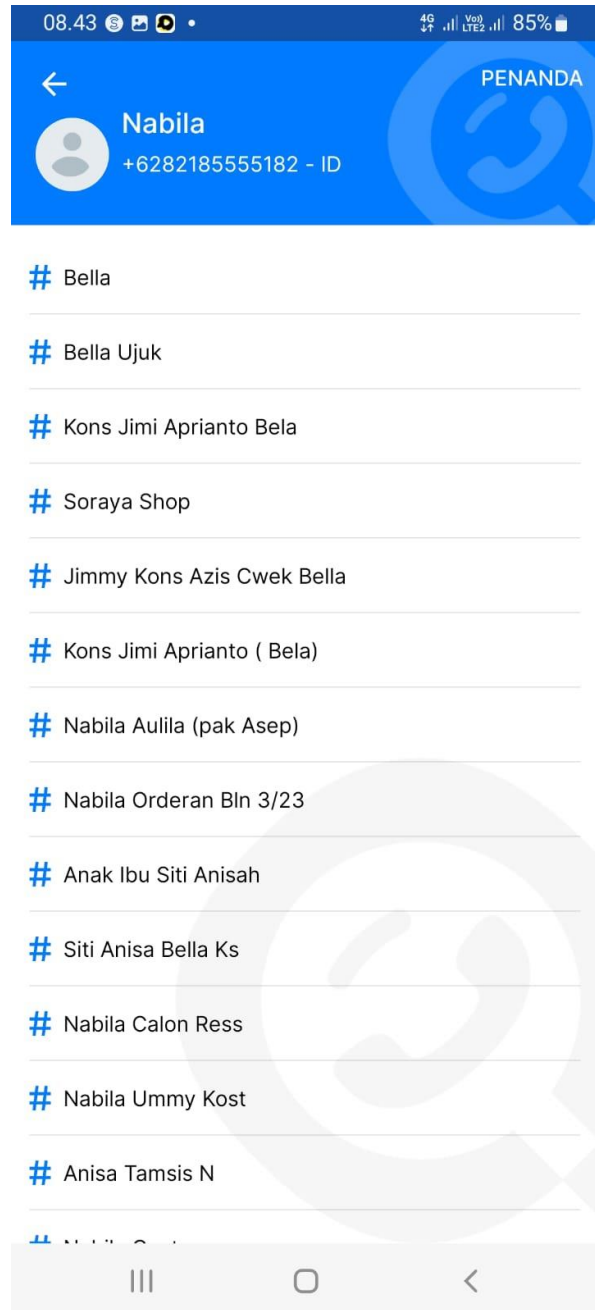 08.43
4G Vo)) LTE2 85%
PENANDA
Nabila
+6282185555182 - ID
# Bella
# Bella Ujuk
# Kons Jimi Aprianto Bela
# Soraya Shop
# Jimmy Kons Azis Cwek Bella
# Kons Jimi Aprianto ( Bela)
# Nabila Aulila (pak Asep)
# Nabila Orderan Bln 3/23
# Anak Ibu Siti Anisah
# Siti Anisa Bella Ks
# Nabila Calon Ress
# Nabila Ummy Kost
# Anisa Tamsis N